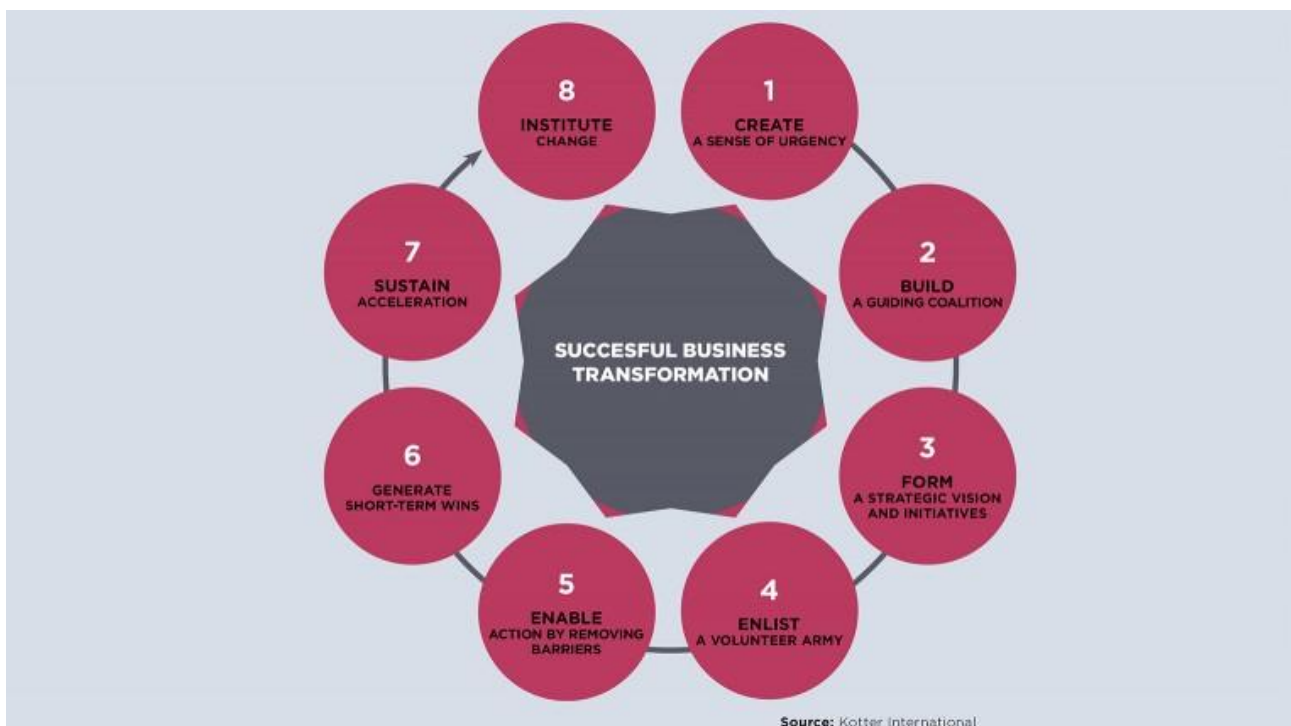 8
INSTITUTE
CHANGE
1
CREATE
A SENSE OF URGENCY
2
BUILD
A GUIDING COALITION
3
FORM
A STRATEGIC VISION
AND INITIATIVES
4
ENLIST
A VOLUNTEER ARMY
5
ENABLE
ACTION BY REMOVING
BARRIERS
6
GENERATE
SHORT-TERM WINS
7
SUSTAIN
ACCELERATION
SUCCESFUL BUSINESS
TRANSFORMATION
Source: Kotter International